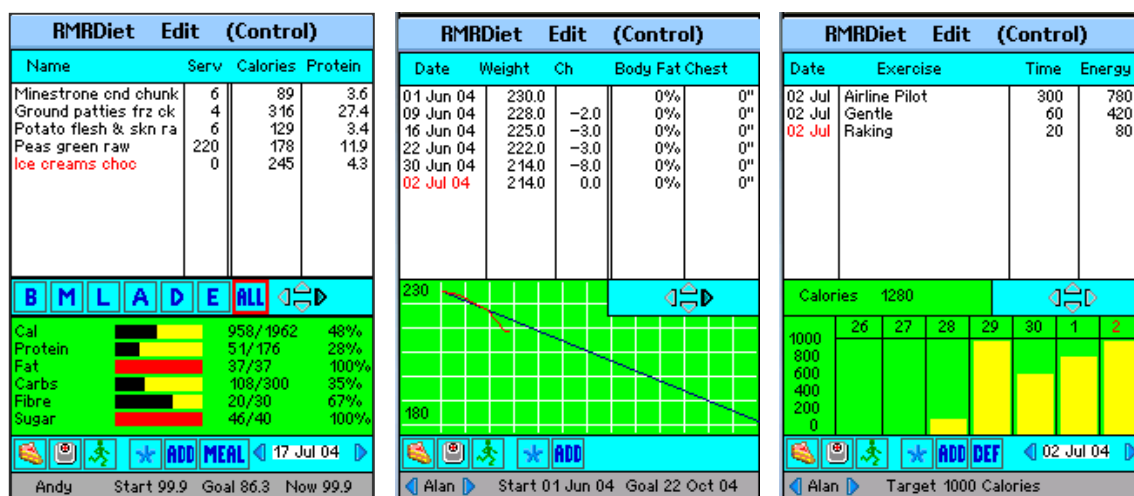 RMRDiet Edit (Control)
Name Serv Calories Protein
Minestrone cnd chunk 6 89 3.6
Ground patties frz ck 4 316 27.4
Potato flesh & skn ra 6 129 3.4
Peas green raw 220 178 11.9
Ice creams choc 0 245 4.3
B M L A D E ALL
Cal 958/1962 48%
Protein 51/176 28%
Fat 37/37 100%
Carbs 108/300 35%
Fibre 20/30 67%
Sugar 46/40 100%
ADD MEAL 17 Jul 04
Andy Start 99.9 Goal 86.3 Now 99.9
RMRDiet Edit (Control)
Date Weight Ch Body Fat Chest
01 Jun 04 230.0 0% 0"
09 Jun 04 228.0 -2.0 0% 0"
16 Jun 04 225.0 -3.0 0% 0"
22 Jun 04 222.0 -3.0 0% 0"
30 Jun 04 214.0 -8.0 0% 0"
02 Jul 04 214.0 0.0 0% 0"
230
180
ADD
Alan Start 01 Jun 04 Goal 22 Oct 04
RMRDiet Edit (Control)
Date Exercise Time Energy
02 Jul Airline Pilot 300 780
02 Jul Gentle 60 420
02 Jul Raking 20 80
Calories 1280
26 27 28 29 30 1 2
1000
800
600
400
200
0
ADD DEF 02 Jul 04
Alan Target 1000 Calories